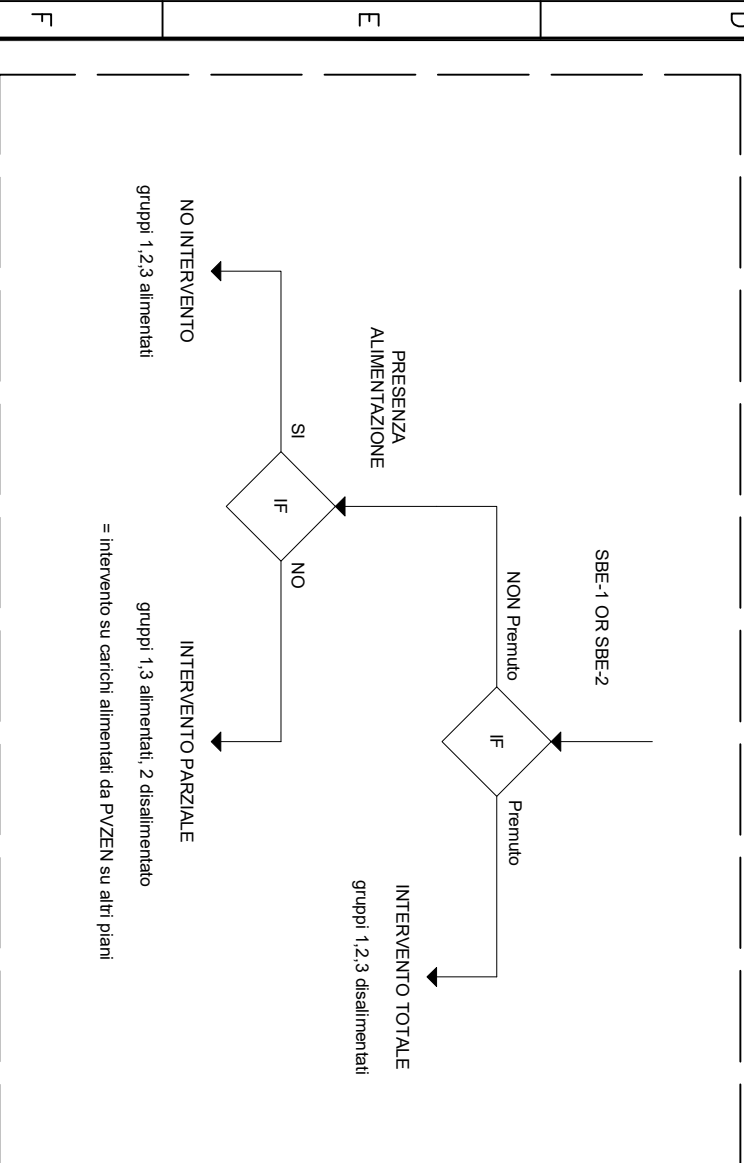 D
E
F
SBE-1 OR SBE-2
IF
NON Premuto
Premuto
INTERVENTO TOTALE
gruppi 1,2,3 disalimentati
PRESENZA
ALIMENTAZIONE
IF
SI
NO
NO INTERVENTO
gruppi 1,2,3 alimentati
INTERVENTO PARZIALE
gruppi 1,3 alimentati, 2 disalimentato
= intervento su carichi alimentati da PVZEN su altri piani